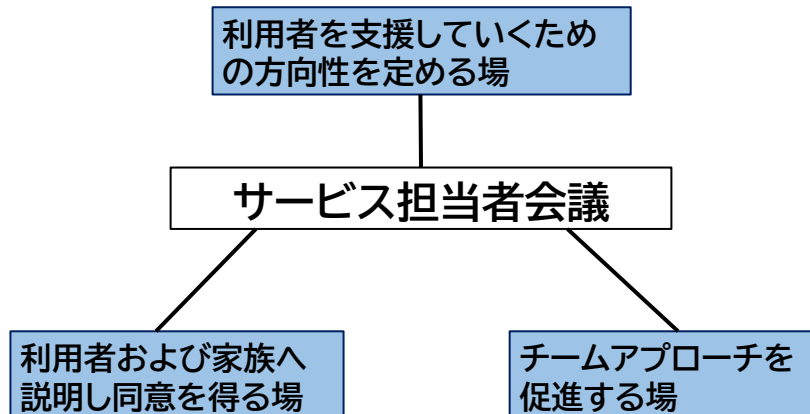 利用者を支援していくため
の方向性を定める場
サービス担当者会議
利用者および家族へ
説明し同意を得る場
チームアプローチを
促進する場